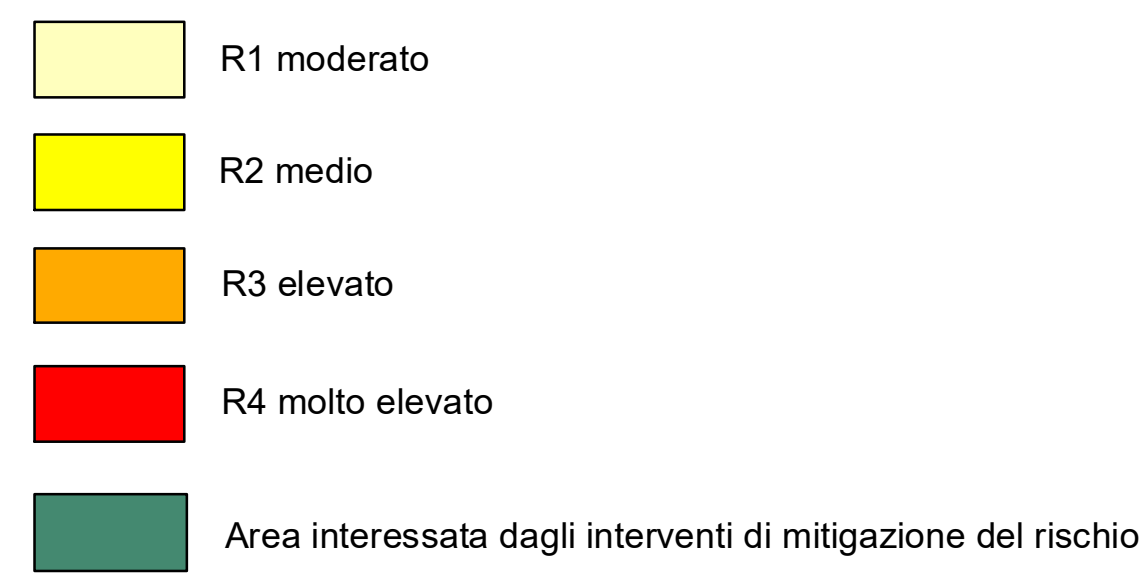 R1 moderato
R2 medio
R3 elevato
R4 molto elevato
Area interessata dagli interventi di mitigazione del rischio